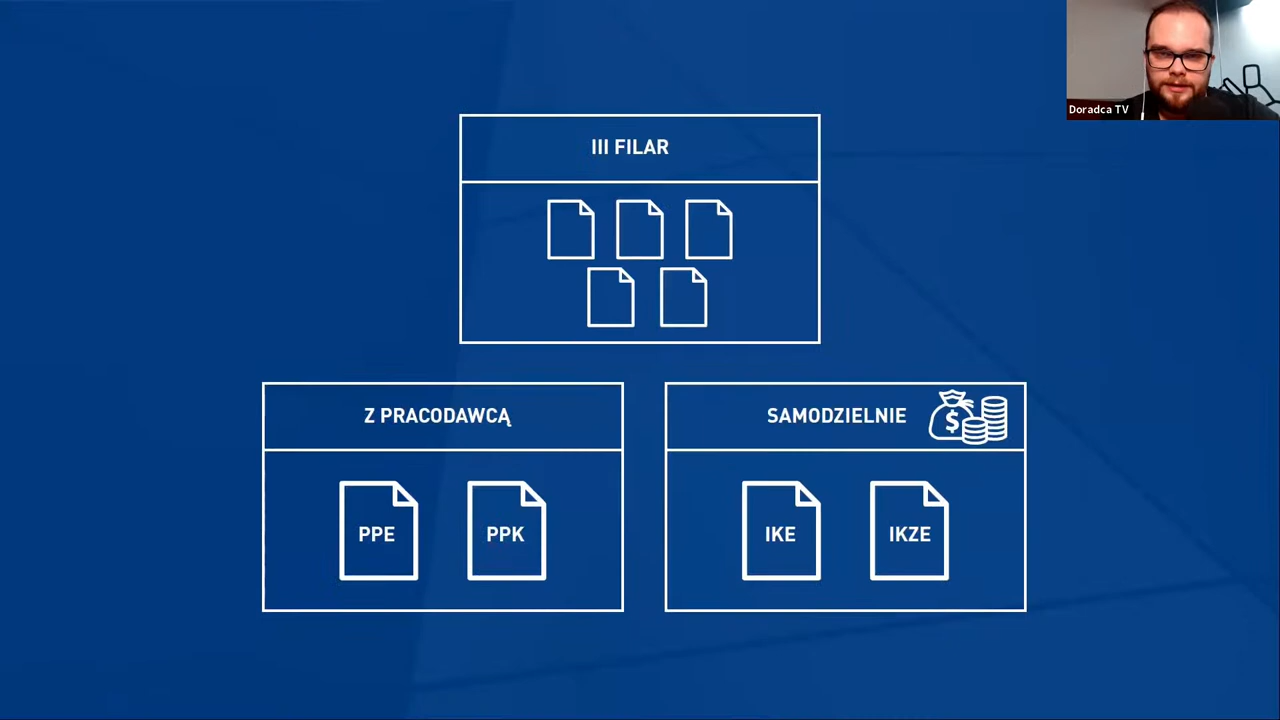 Doradca TV
III FILAR
Z PRACODAWCĄ
SAMODZIELNIE
$
PPE
PPK
IKE
IKZE